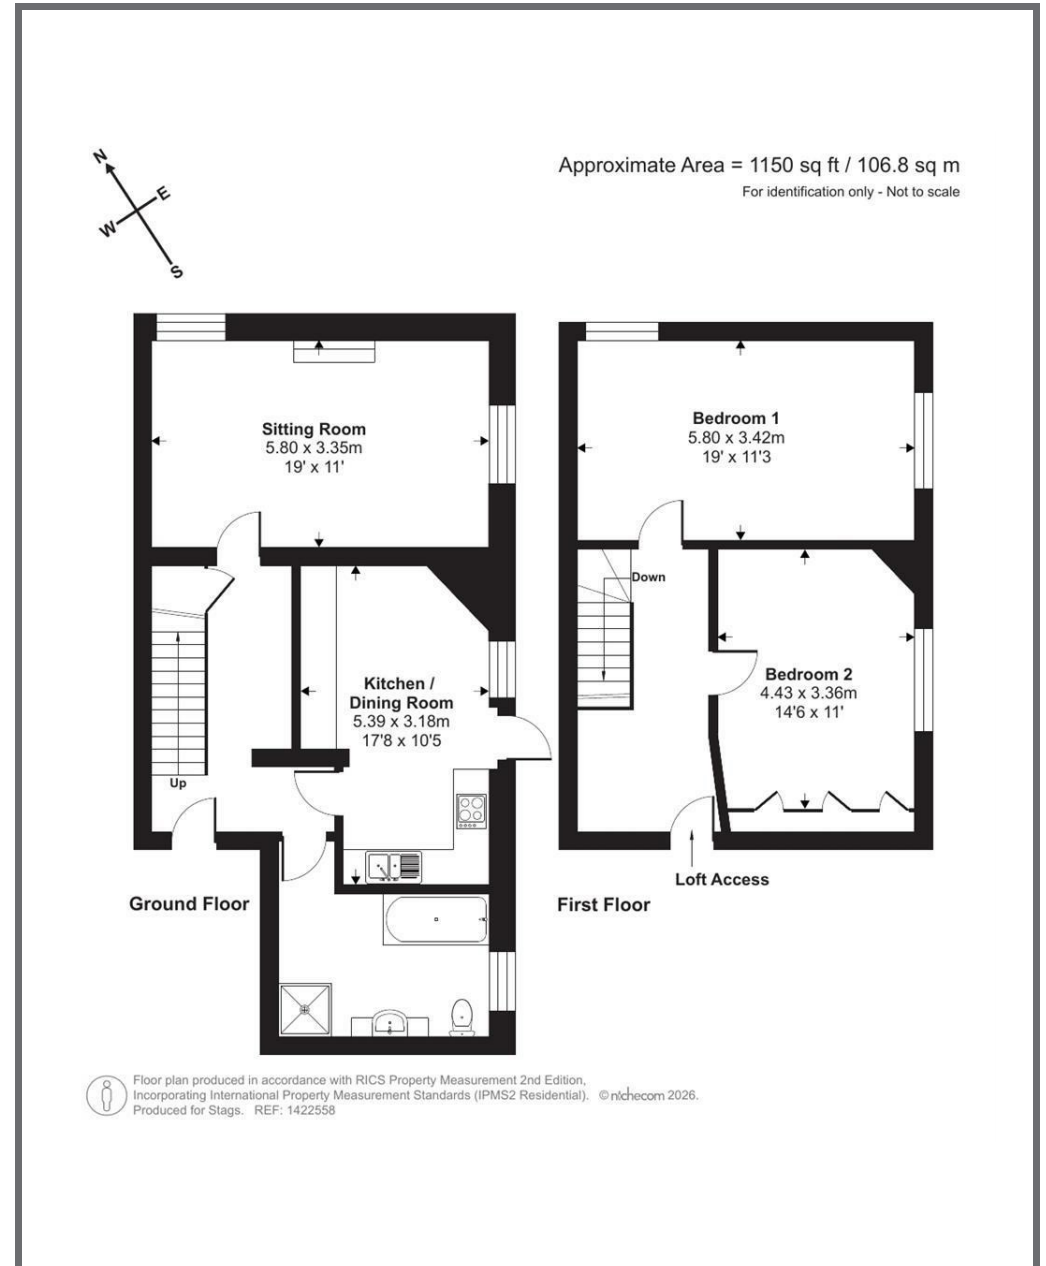 N
E
W
S
Approximate Area = 1150 sq ft / 106.8 sq m
For identification only - Not to scale
Sitting Room
5.80 x 3.35m
19' x 11'
Bedroom 1
5.80 x 3.42m
19' x 11'3
Down
Kitchen /
Dining Room
5.39 x 3.18m
17'8 x 10'5
Bedroom 2
4.43 x 3.36m
14'6 x 11'
Up
Loft Access
Ground Floor
First Floor
Floor plan produced in accordance with RICS Property Measurement 2nd Edition,
Incorporating International Property Measurement Standards (IPMS2 Residential). © nichecom 2026.
Produced for Stags. REF: 1422558